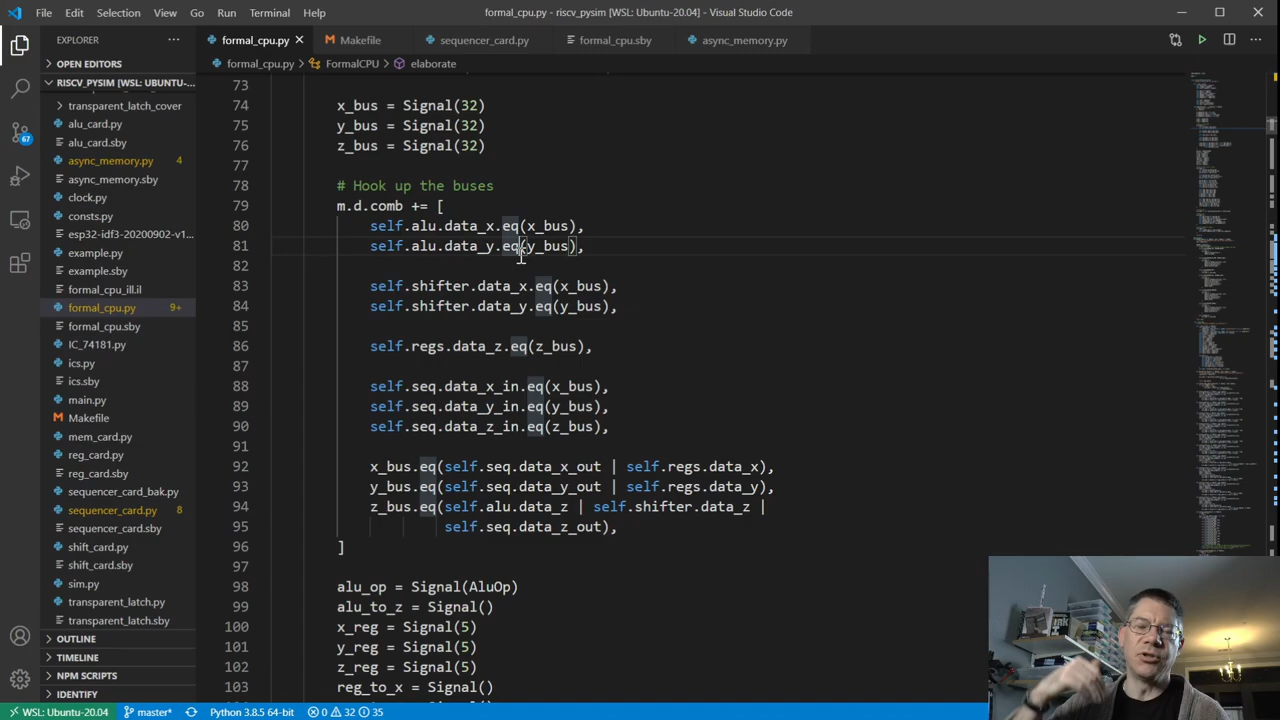 File Edit Selection View Go Run Terminal Help formal_cpu.py - riscv_pysim [WSL: Ubuntu-20.04] - Visual Studio Code
EXPLORER
formal_cpu.py Makefile sequencer_card.py formal_cpu.sby async_memory.py
OPEN EDITORS
RISCV_PYSIM [WSL: UBUNTU-...
transparent_latch_cover
alu_card.py
alu_card.sby
async_memory.py 4
async_memory.sby
clock.py
consts.py
esp32-idf3-20200902-v1...
example.py
example.sby
formal_cpu_ill.il
formal_cpu.py 9+
formal_cpu.sby
IC_74181.py
ics.py
ics.sby
main.py
Makefile
mem_card.py
reg_card.py
reg_card.sby
sequencer_card_bak.py
sequencer_card.py 8
sequencer_card.sby
shift_card.py
shift_card.sby
sim.py
transparent_latch.py
transparent_latch.sby
OUTLINE
TIMELINE
NPM SCRIPTS
IDENTIFY
67
formal_cpu.py > FormalCPU > elaborate
73
74 x_bus = Signal(32)
75 y_bus = Signal(32)
76 z_bus = Signal(32)
77
78 # Hook up the buses
79 m.d.comb += [
80 self.alu.data_x.eq(x_bus),
81 self.alu.data_y.eq(y_bus),
82
83 self.shifter.data_x.eq(x_bus),
84 self.shifter.data_y.eq(y_bus),
85
86 self.regs.data_z.eq(z_bus),
87
88 self.seq.data_x_in.eq(x_bus),
89 self.seq.data_y_in.eq(y_bus),
90 self.seq.data_z_in.eq(z_bus),
91
92 x_bus.eq(self.seq.data_x_out | self.regs.data_x),
93 y_bus.eq(self.seq.data_y_out | self.regs.data_y),
94 z_bus.eq(self.alu.data_z | self.shifter.data_z |
95 self.seq.data_z_out),
96 ]
97
98 alu_op = Signal(AluOp)
99 alu_to_z = Signal()
100 x_reg = Signal(5)
101 y_reg = Signal(5)
102 z_reg = Signal(5)
103 reg_to_x = Signal()
WSL: Ubuntu-20.04 master* Python 3.8.5 64-bit 0 32 35